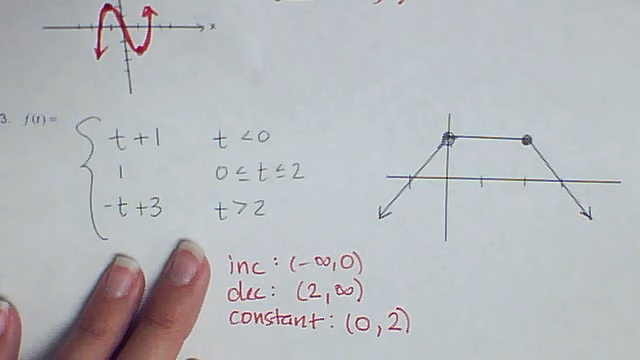 x
3. f(t) =
t + 1 t < 0
1 0 ≤ t ≤ 2
-t + 3 t > 2
inc : (-∞, 0)
dec : (2, ∞)
constant : (0, 2)